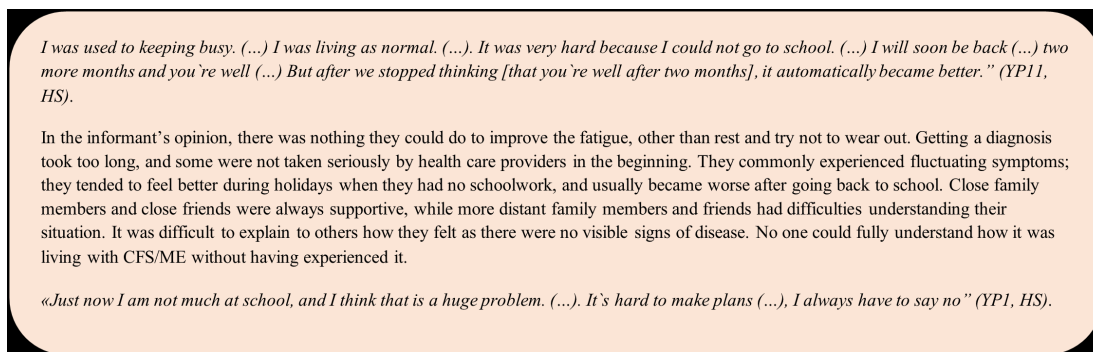 I was used to keeping busy. (…) I was living as normal. (…). It was very hard because I could not go to school. (…) I will soon be back (…) two
more months and you`re well (…) But after we stopped thinking [that you`re well after two months], it automatically became better.” (YP11,
HS).
In the informant’s opinion, there was nothing they could do to improve the fatigue, other than rest and try not to wear out. Getting a diagnosis
took too long, and some were not taken seriously by health care providers in the beginning. They commonly experienced fluctuating symptoms;
they tended to feel better during holidays when they had no schoolwork, and usually became worse after going back to school. Close family
members and close friends were always supportive, while more distant family members and friends had difficulties understanding their
situation. It was difficult to explain to others how they felt as there were no visible signs of disease. No one could fully understand how it was
living with CFS/ME without having experienced it.
«Just now I am not much at school, and I think that is a huge problem. (…). It`s hard to make plans (…), I always have to say no” (YP1, HS).